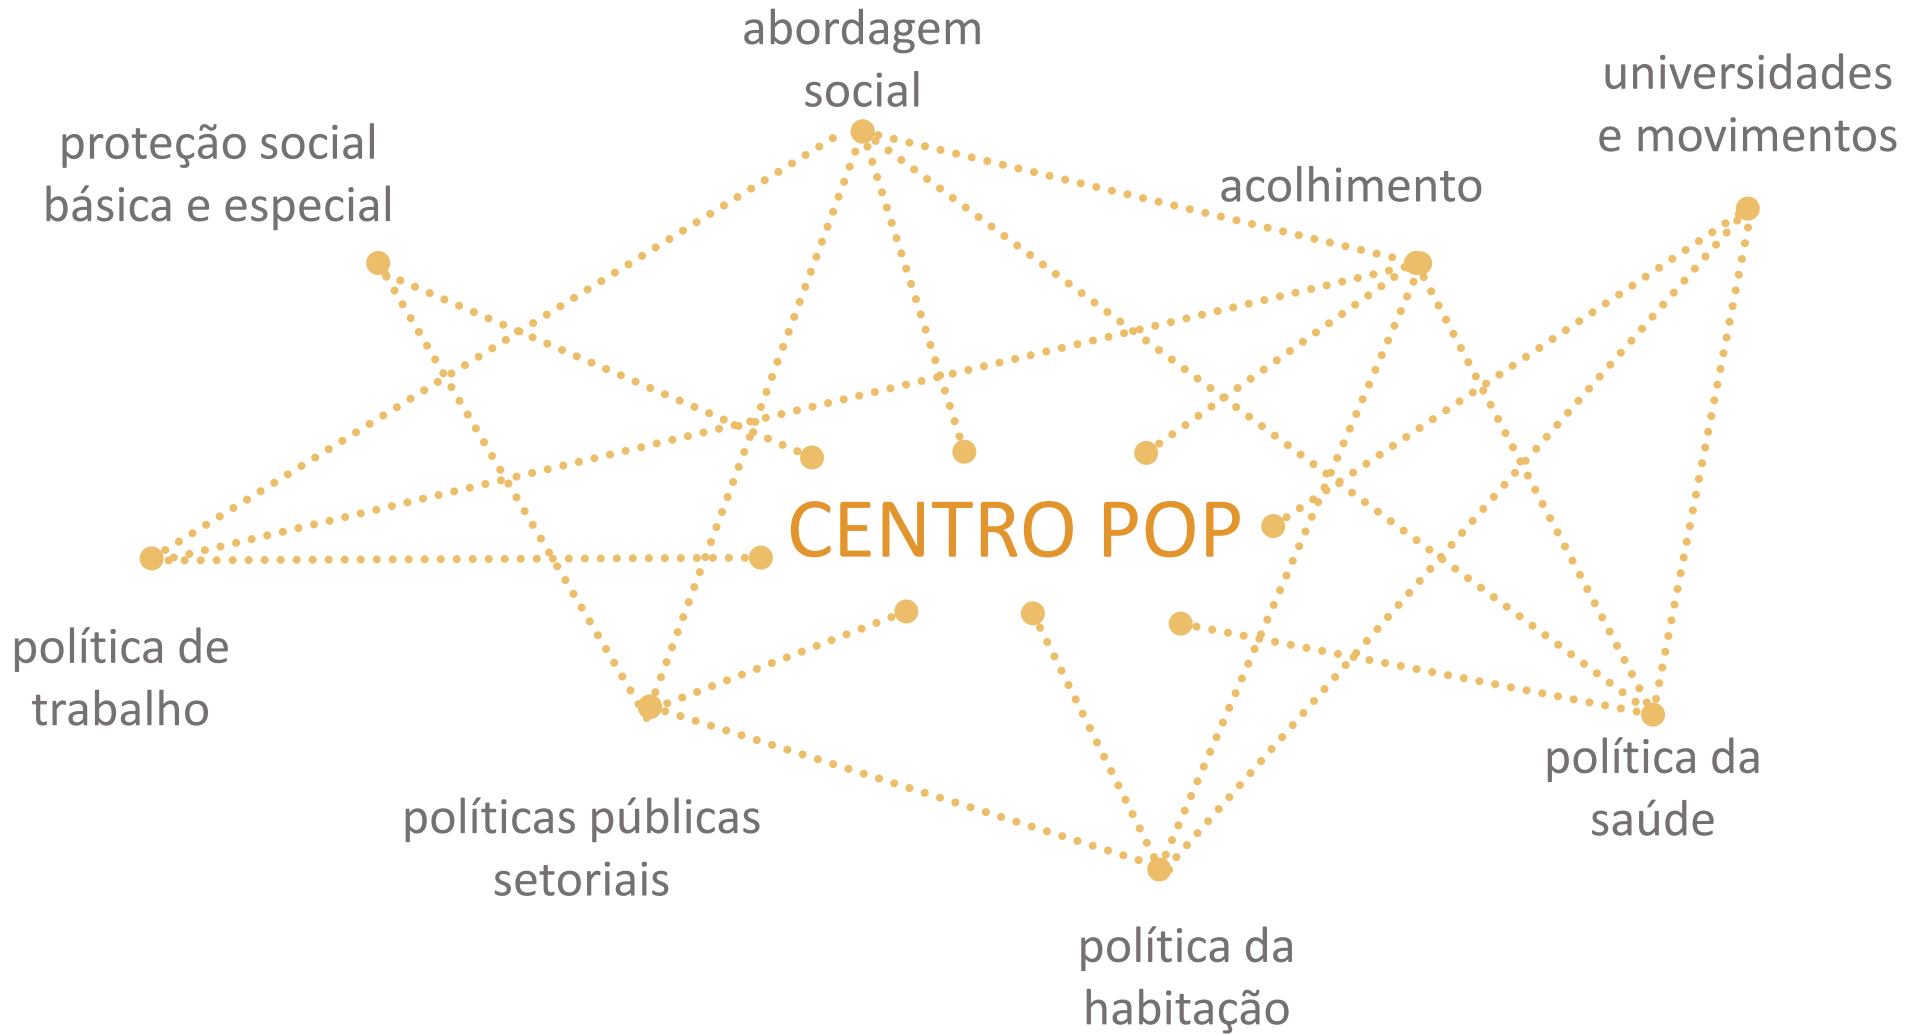 abordagem
social
universidades
e movimentos
proteção social
básica e especial
acolhimento
CENTRO POP
política de
trabalho
políticas públicas
setoriais
política da
saúde
política da
habitação